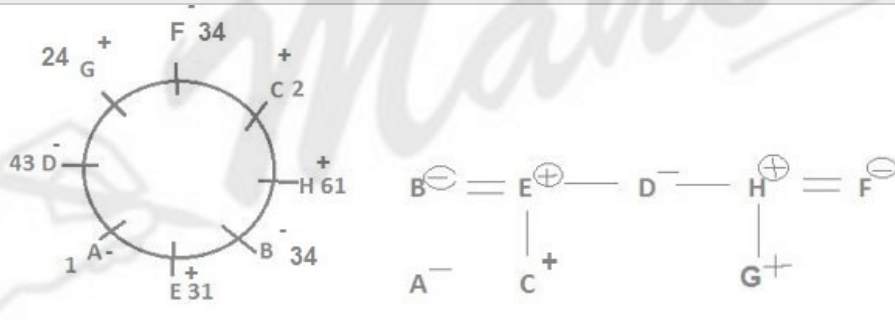 F - 34
24 G +
C + 2
43 D -
H + 61
1 A -
B - 34
E + 31
B⊖ = E⊕ — D — — H⊕ = F⊖
A — C + G +